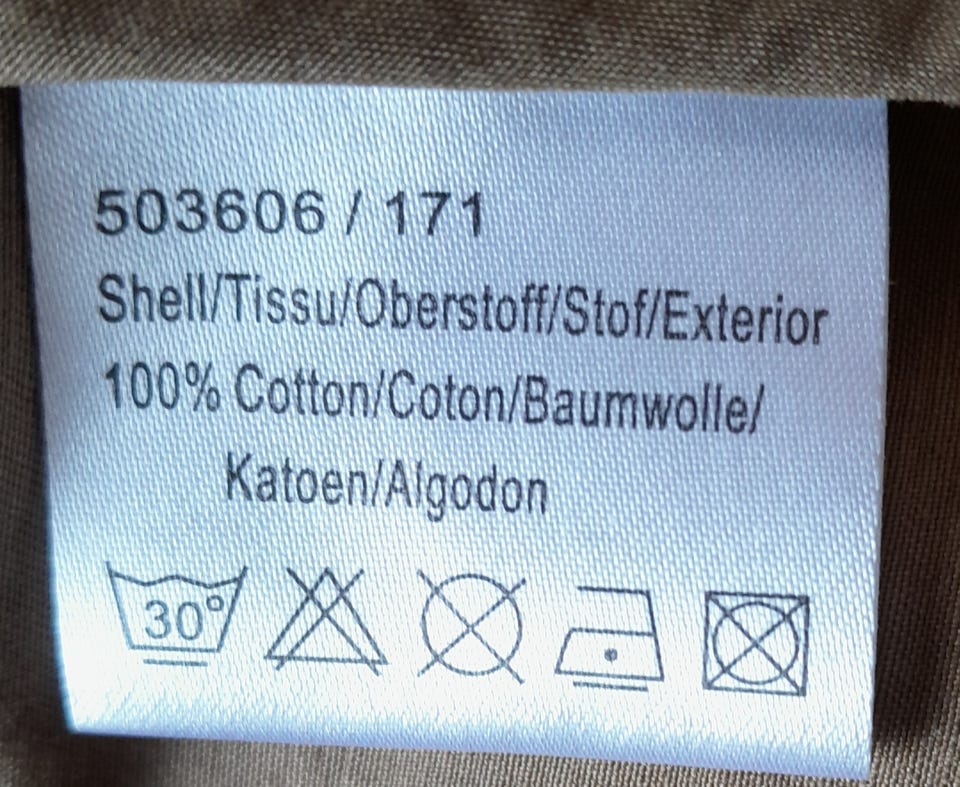 503606 / 171
Shell/Tissu/Oberstoff/Stof/Exterior
100% Cotton/Coton/Baumwolle/
Katoen/Algodon
30°